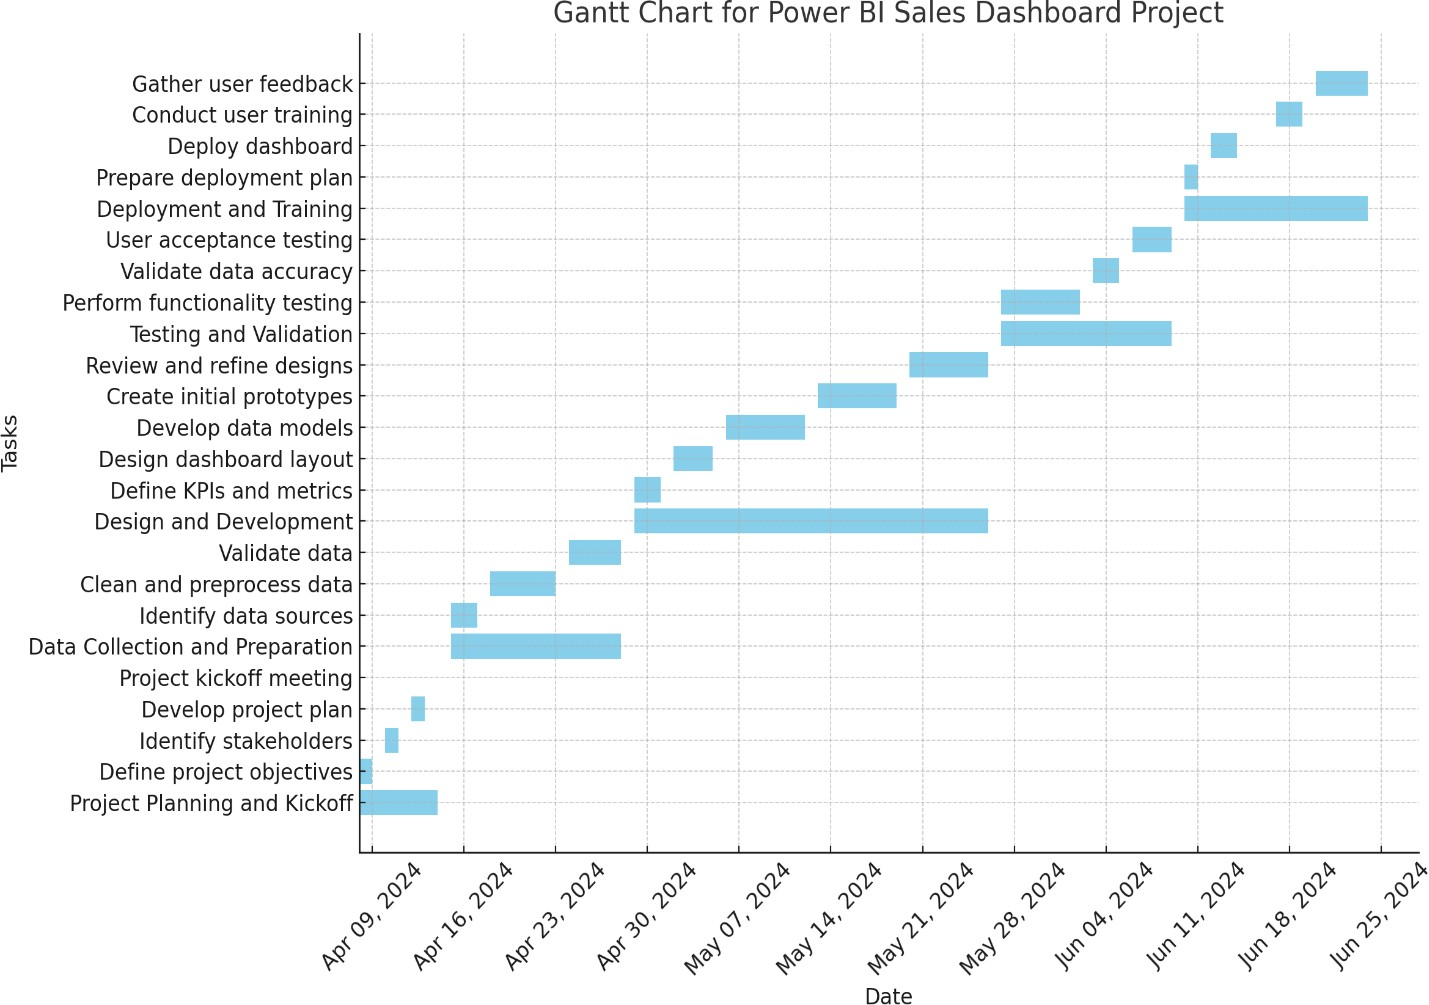 Gantt Chart for Power BI Sales Dashboard Project
Gather user feedback
Conduct user training
Deploy dashboard
Prepare deployment plan
Deployment and Training
User acceptance testing
Validate data accuracy
Perform functionality testing
Testing and Validation
Review and refine designs
Create initial prototypes
Develop data models
Design dashboard layout
Define KPIs and metrics
Design and Development
Validate data
Clean and preprocess data
Identify data sources
Data Collection and Preparation
Project kickoff meeting
Develop project plan
Identify stakeholders
Define project objectives
Project Planning and Kickoff
Tasks
Apr 09, 2024
Apr 16, 2024
Apr 23, 2024
Apr 30, 2024
May 07, 2024
May 14, 2024
May 21, 2024
May 28, 2024
Jun 04, 2024
Jun 11, 2024
Jun 18, 2024
Jun 25, 2024
Date